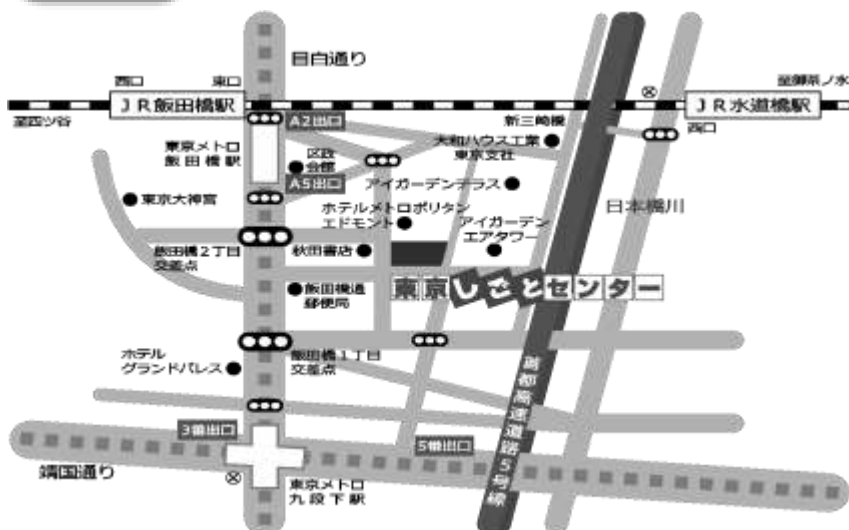 目白通り
西口
東口
JR飯田橋駅
至四ツ谷
至御茶ノ水
JR水道橋駅
西口
新三崎橋
A2出口
東京メトロ
飯田橋駅
区政
会館
大和ハウス工業
東京支社
A5出口
アイガーデンテラス
東京大神宮
ホテルメトロポリタン
エドモント
アイガーデン
エアタワー
日本橋川
飯田橋2丁目
交差点
秋田書店
東京しごとセンター
飯田橋通
郵便局
ホテル
グランドパレス
飯田橋1丁目
交差点
首都高速道路5号線
3番出口
5番出口
靖国通り
東京メトロ
九段下駅